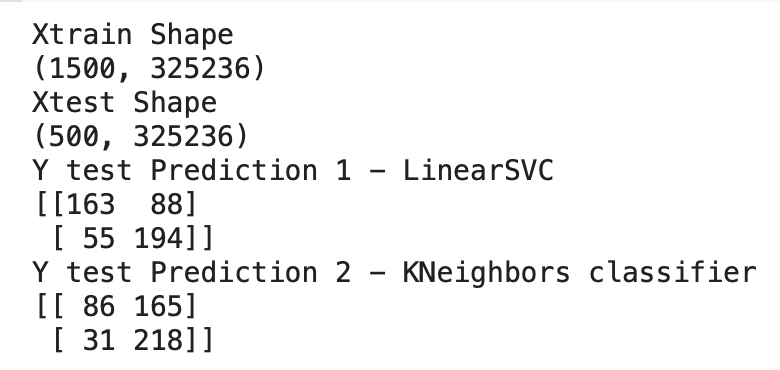 Xtrain Shape
(1500, 325236)
Xtest Shape
(500, 325236)
Y test Prediction 1 – LinearSVC
[[163  88]
 [ 55 194]]
Y test Prediction 2 – KNeighbors classifier
[[ 86 165]
 [ 31 218]]